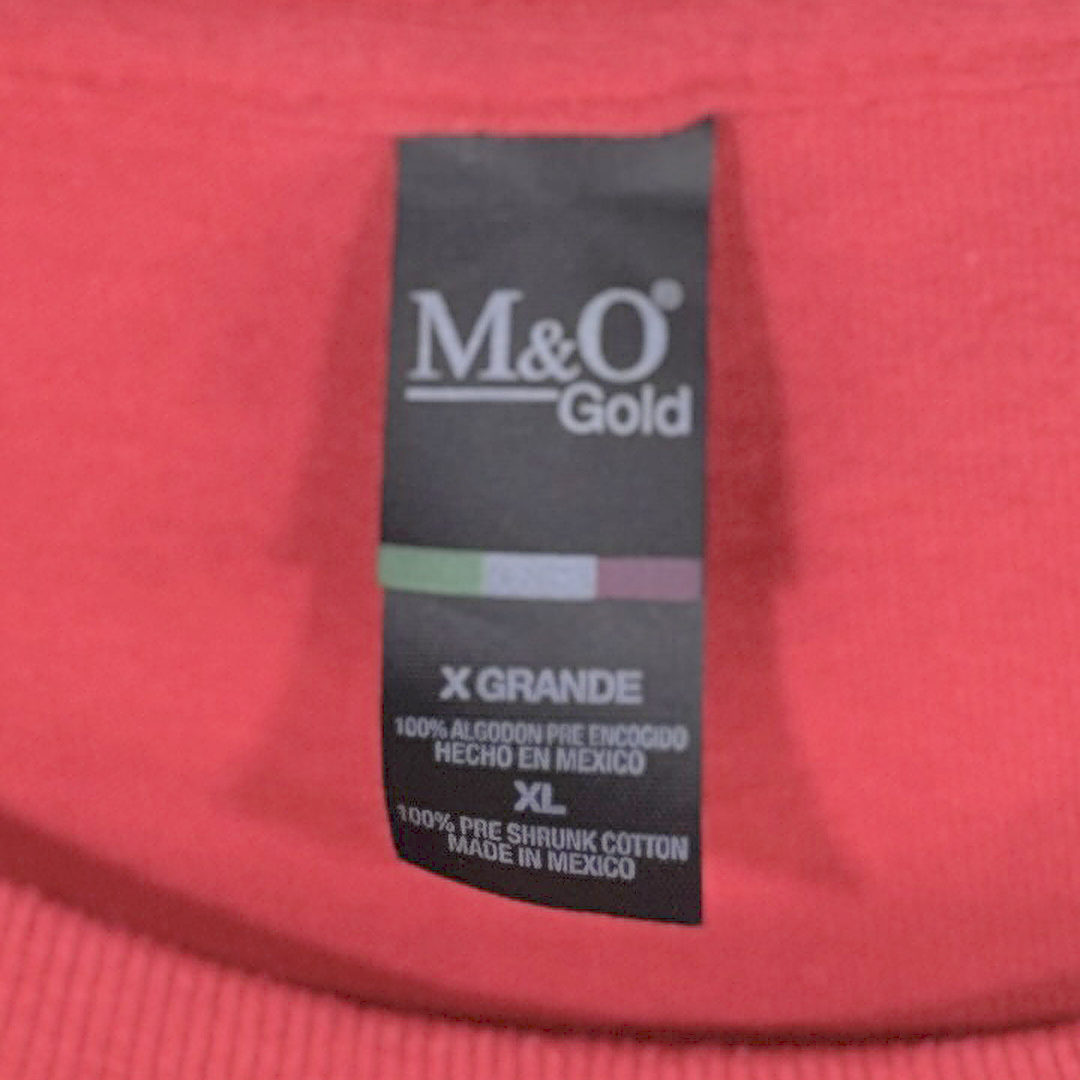 M&O
Gold
X GRANDE
100% ALGODON PRE ENCOGIDO
HECHO EN MEXICO
XL
100% PRE SHRUNK COTTON
MADE IN MEXICO